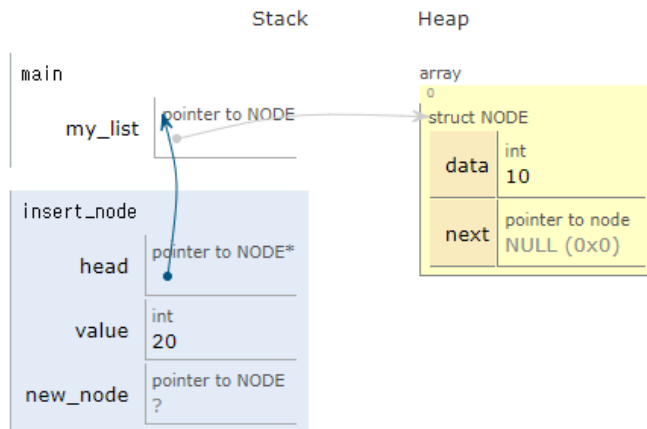 Stack Heap
main
my_list pointer to NODE
array
0
struct NODE
data int
10
next pointer to node
NULL (0x0)
insert_node
head pointer to NODE*
value int
20
new_node pointer to NODE
?